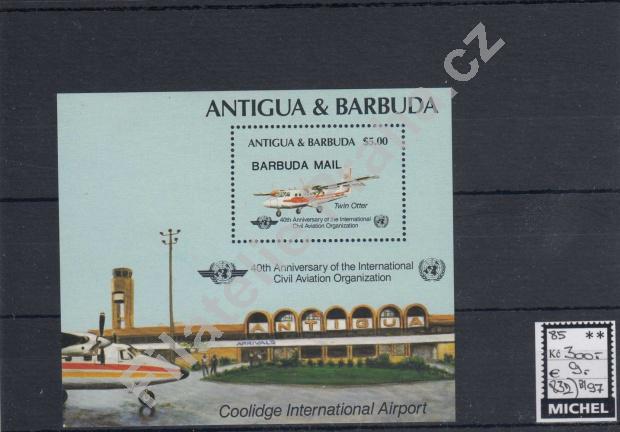 ANTIGUA & BARBUDA
ANTIGUA & BARBUDA $5.00
BARBUDA MAIL
Twin Otter
40th Anniversary of the International
Civil Aviation Organization
40th Anniversary of the International
Civil Aviation Organization
ANTIGUA
ARRIVALS
Coolidge International Airport
85 **
Kč 300,-
€ 9,-
97
MICHEL